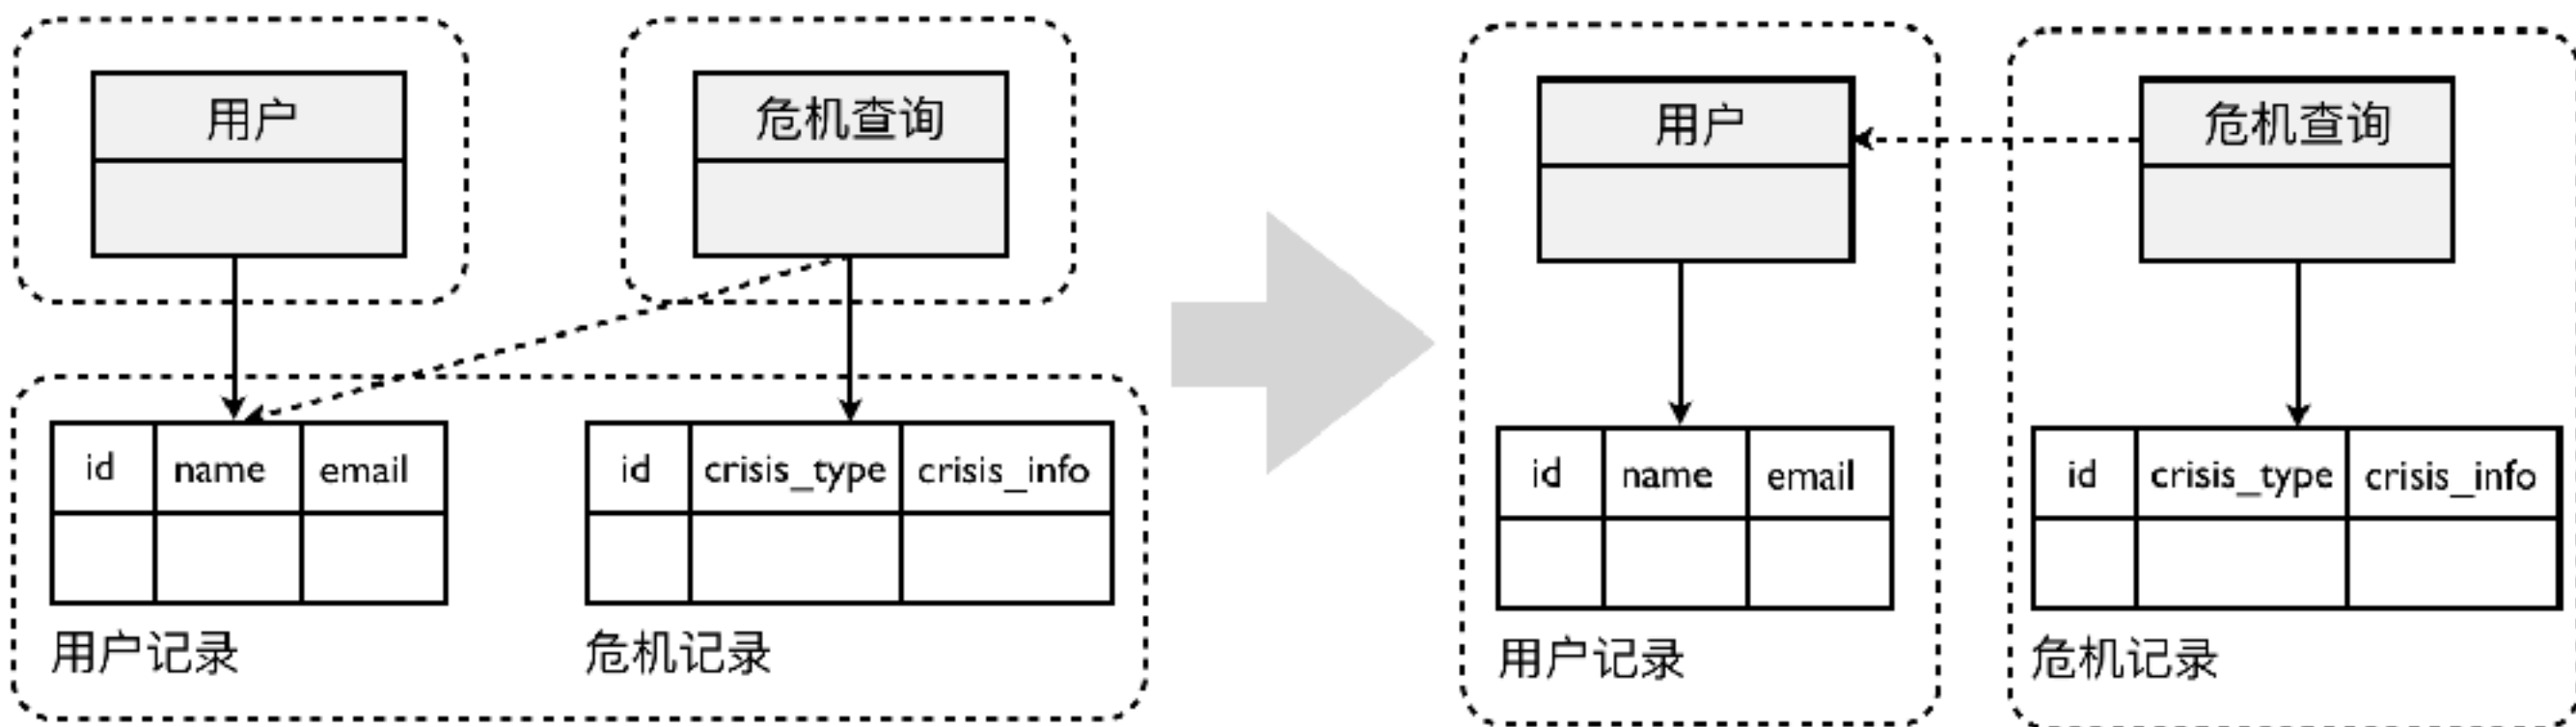 用户
危机查询
id name email
id crisis_type crisis_info
用户记录
危机记录
用户
危机查询
id name email
id crisis_type crisis_info
用户记录
危机记录